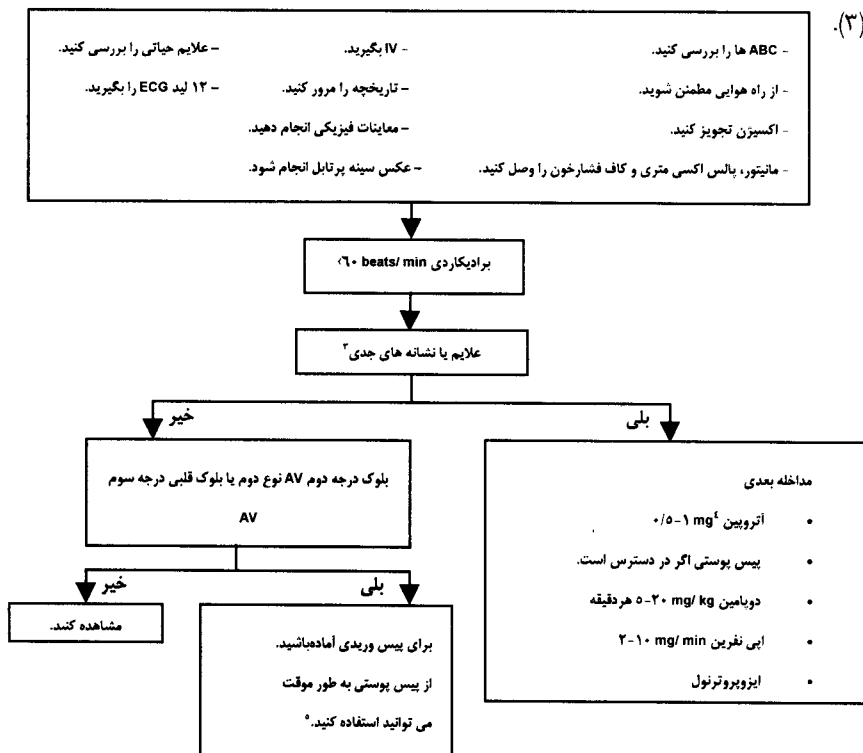 (۳).
- ABC ها را بررسی کنید.
- از راه هوایی مطمئن شوید.
- اکسیژن تجویز کنید.
- مانیتور، پالس اکسی متری و کاف فشارخون را وصل کنید.
- IV بگیرید.
- تاریخچه را مرور کنید.
- معاینات فیزیکی انجام دهید.
- عکس سینه پرتابل انجام شود.
- علایم حیاتی را بررسی کنید.
- ۱۲ لید ECG را بگیرید.
برادیکاردی ‎<۶۰ beats/ min
علایم یا نشانه های جدی۳
خیر
بلی
بلوک درجه دوم AV نوع دوم یا بلوک قلبی درجه سوم
AV
مداخله بعدی
• آتروپین ۰/۵-۱ mg۴
• پیس پوستی اگر در دسترس است.
• دوپامین ۵-۲۰ mg/ kg هردقیقه
• اپی نفرین ۲-۱۰ mg/ min
• ایزوپروترنول
خیر
بلی
مشاهده کنید.
برای پیس وریدی آماده‌باشید.
از پیس پوستی به طور موقت
می توانید استفاده کنید.۵